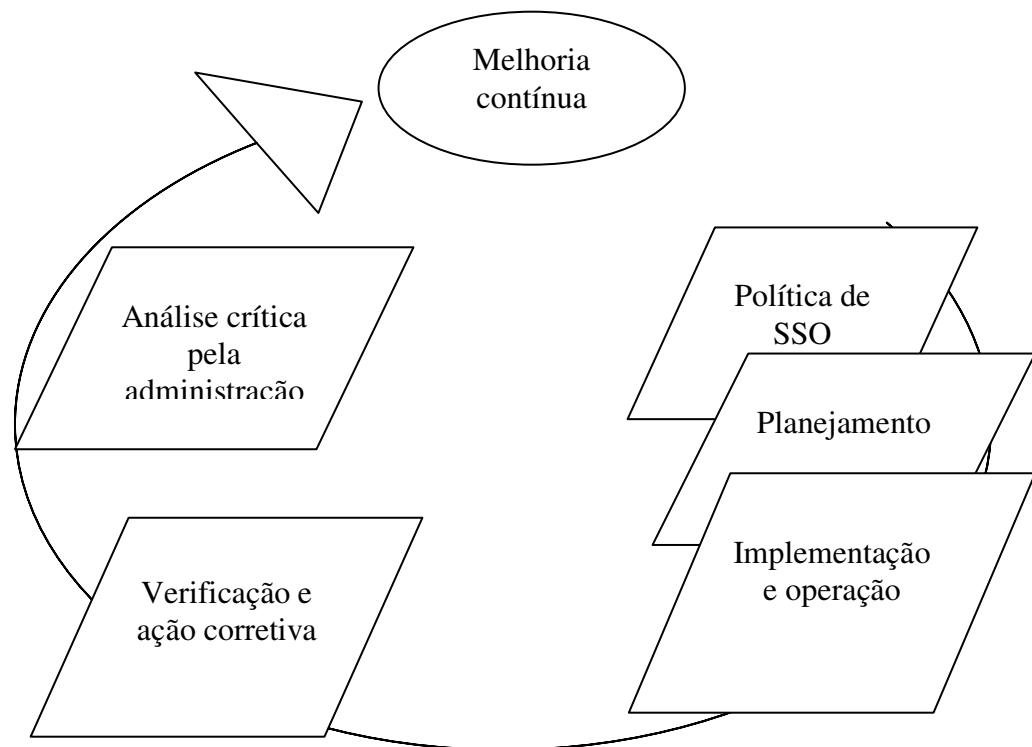 Melhoria
contínua
Política de
SSO
Planejamento
Implementação
e operação
Verificação e
ação corretiva
Análise crítica
pela
administração